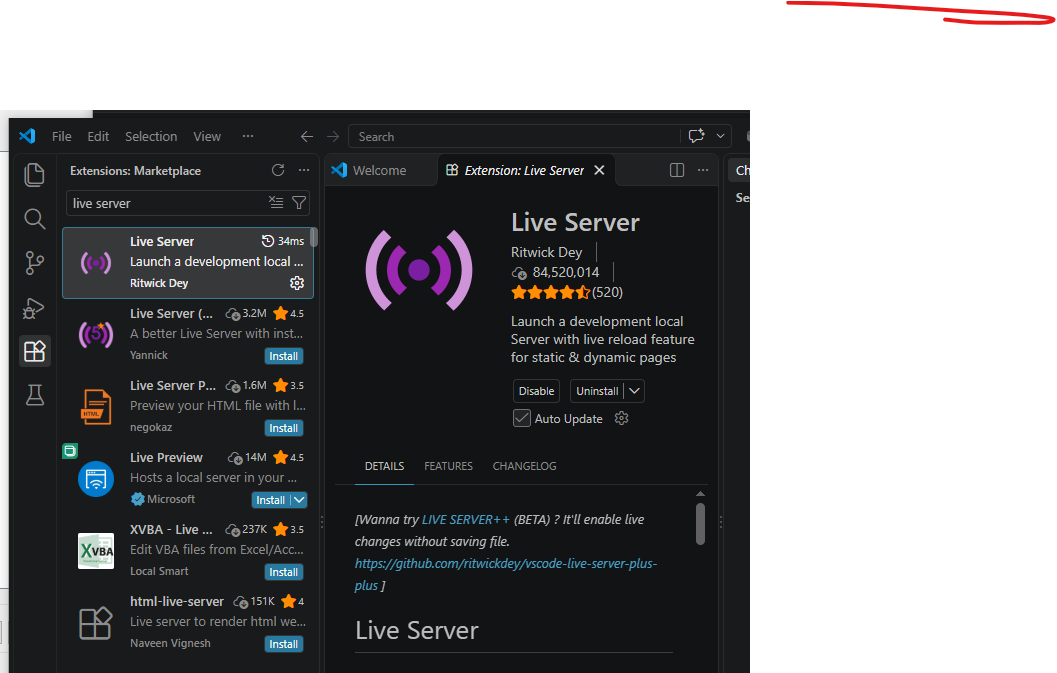 File Edit Selection View ···
Search
Extensions: Marketplace
live server
Live Server 34ms
Launch a development local ...
Ritwick Dey
Live Server (... 3.2M 4.5
A better Live Server with inst...
Yannick
Install
Live Server P... 1.6M 3.5
Preview your HTML file with l...
negokaz
Install
Live Preview 14M 4.5
Hosts a local server in your ...
Microsoft
Install
XVBA - Live ... 237K 3.5
Edit VBA files from Excel/Acc...
Local Smart
Install
html-live-server 151K 4
Live server to render html we...
Naveen Vignesh
Install
HTML
XVBA
Welcome
Extension: Live Server
Live Server
Ritwick Dey
84,520,014
(520)
Launch a development local
Server with live reload feature
for static & dynamic pages
Disable Uninstall
Auto Update
DETAILS FEATURES CHANGELOG
[Wanna try LIVE SERVER++ (BETA) ? It'll enable live
changes without saving file.
https://github.com/ritwickdey/vscode-live-server-plus-
plus ]
Live Server
Ch
Se